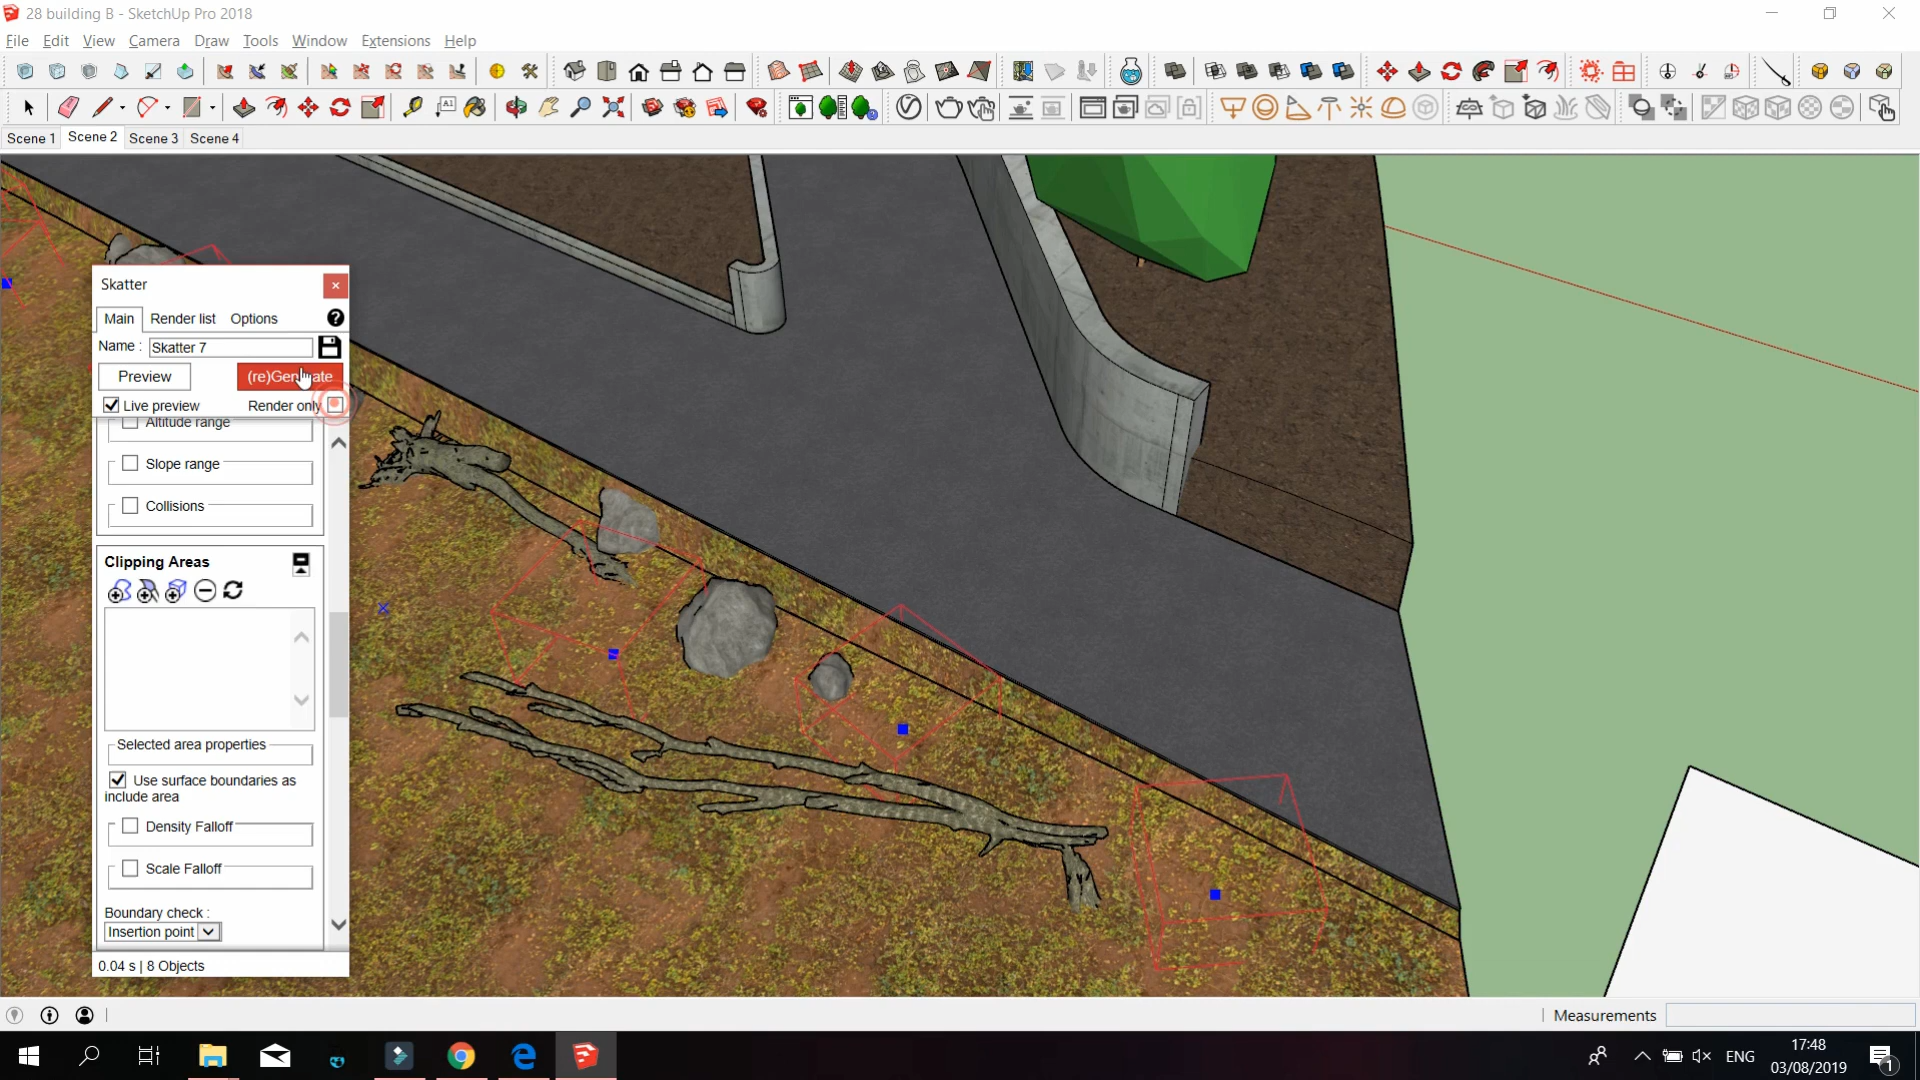 28 building B - SketchUp Pro 2018
File Edit View Camera Draw Tools Window Extensions Help
Scene 1 Scene 2 Scene 3 Scene 4
Skatter
Main Render list Options
Name : Skatter 7
Preview (re)Generate
Live preview Render only
Altitude range
Slope range
Collisions
Clipping Areas
Selected area properties
Use surface boundaries as
include area
Density Falloff
Scale Falloff
Boundary check :
Insertion point
0.04 s | 8 Objects
Measurements
ENG
17:48
03/08/2019
1